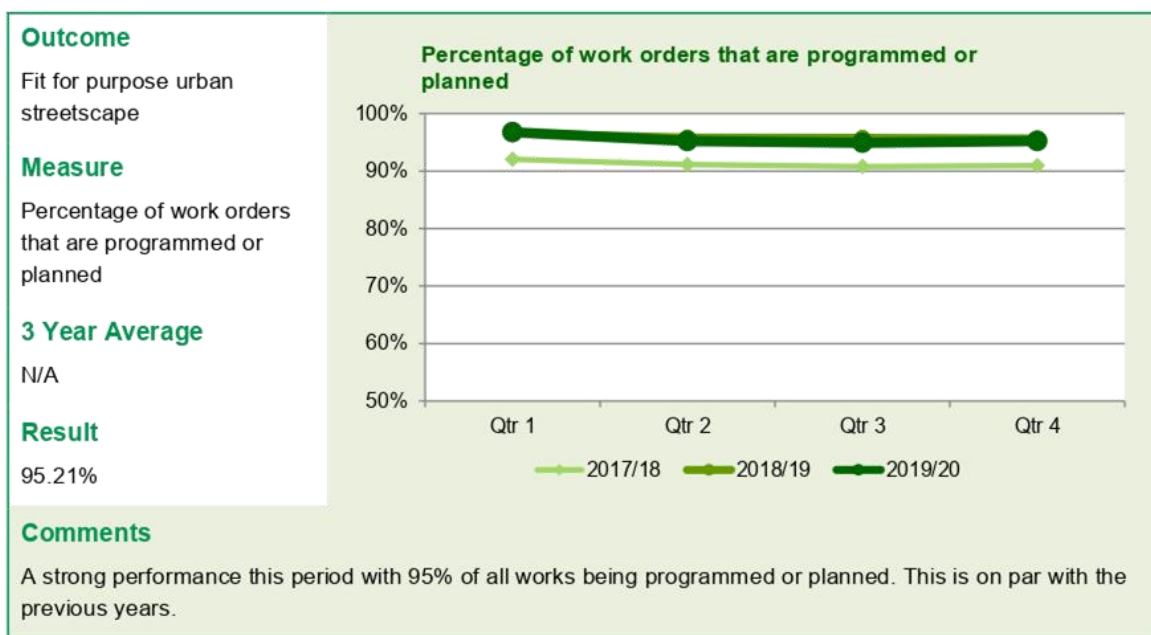 Outcome
Fit for purpose urban
streetscape
Measure
Percentage of work orders
that are programmed or
planned
3 Year Average
N/A
Result
95.21%
Percentage of work orders that are programmed or
planned
100%
90%
80%
70%
60%
50%
Qtr 1 Qtr 2 Qtr 3 Qtr 4
2017/18 2018/19 2019/20
Comments
A strong performance this period with 95% of all works being programmed or planned. This is on par with the
previous years.